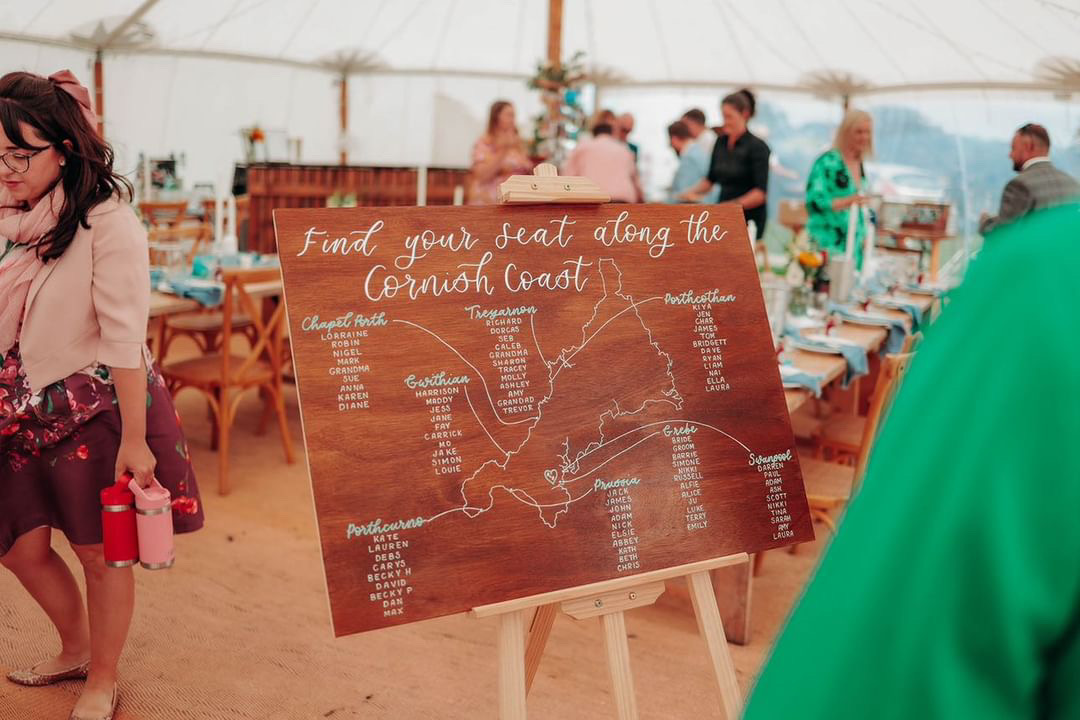 Find your seat along the
Cornish Coast
Chapel Porth
LORRAINE
ROBIN
NIGEL
MARK
GRANDMA
SUE
ANNA
KAREN
DIANE
Gwithian
HARRISON
MADDY
JESS
JANE
FAY
CARRICK
MO
JAKE
SIMON
LOUIE
Treyarnon
RICHARD
DORCAS
SEB
CALEB
GRANDMA
SHARON
TRACEY
MOLLY
ASHLEY
AMY
GRANDAD
TREVOR
Porthcothan
KIYA
JEN
CHAR
JAMES
TOM
BRIDGETT
DAVE
RYAN
LIAM
NAI
ELLA
LAURA
Porthcurno
KATE
LAUREN
DEBS
CARYS
BECKY H
DAVID
BECKY P
DAN
MAX
Prussia
JACK
JAMES
JOHN
ADAM
NICK
ELSIE
ABBEY
KATH
BETH
CHRIS
Grebe
BRIDE
GROOM
BARRIE
SIMONE
NIKKI
RUSSELL
ALFIE
ALICE
JU
LUKE
TERRY
EMILY
Swanpool
DARREN
PAUL
ADAM
ASH
SCOTT
NIKKI
TINA
SARAH
AMY
LAURA